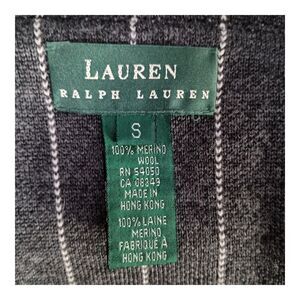 LAUREN
RALPH LAUREN
S
100% MERINO
WOOL
RN 54050
CA 08349
MADE IN
HONG KONG
100% LAINE
MERINO
FABRIQUÉ À
HONG KONG